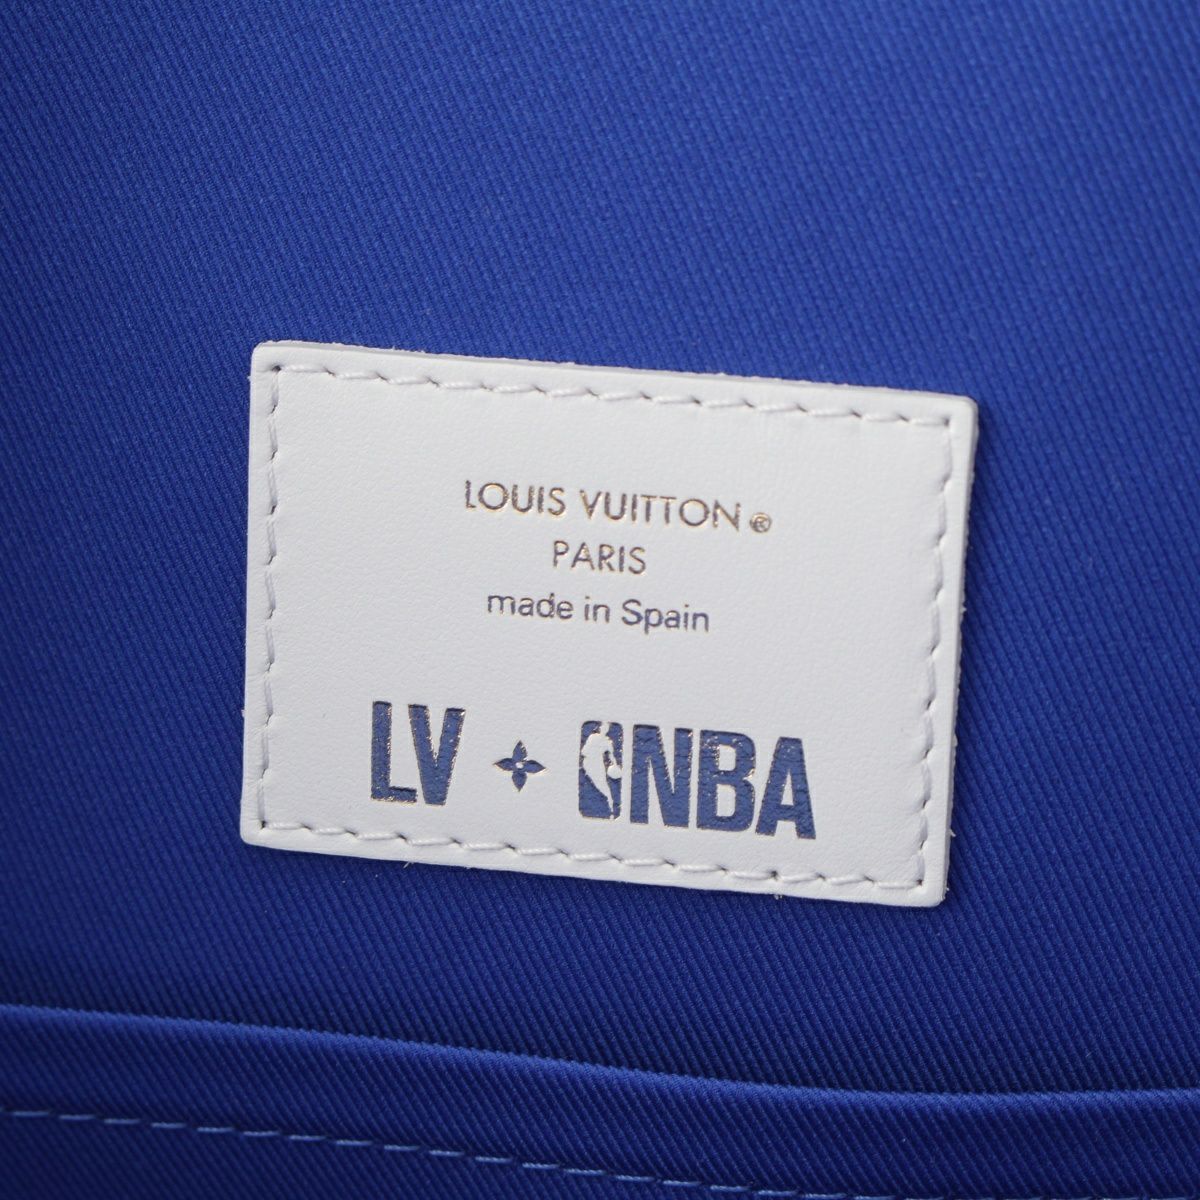 LOUIS VUITTON®
PARIS
made in Spain
LV + NBA